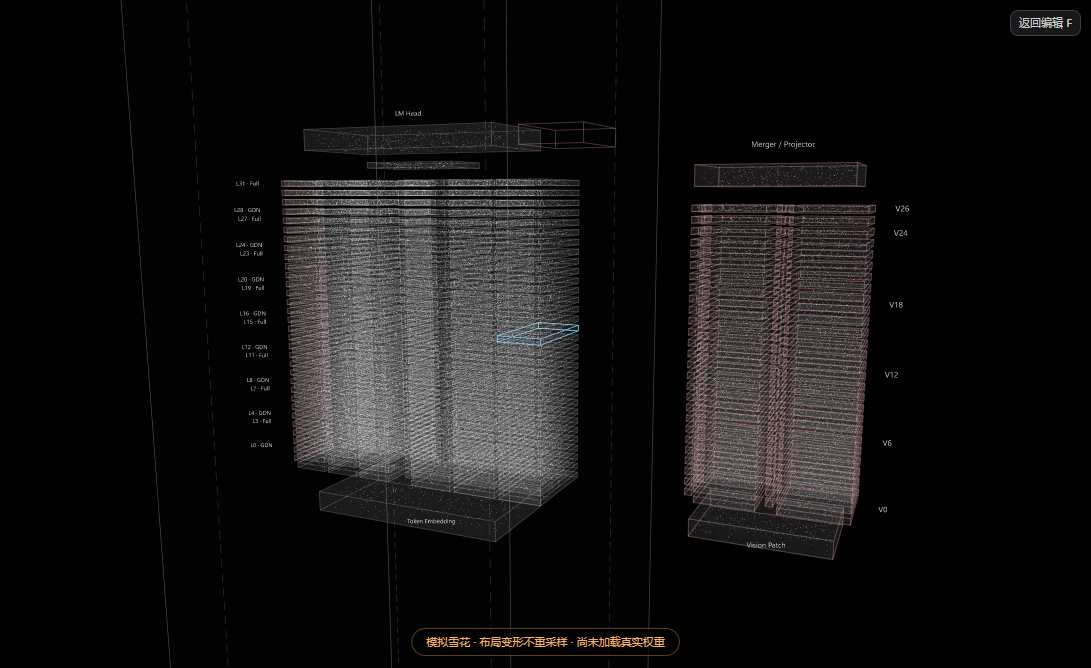 返回编辑 F
LM Head
Merger / Projector
L31 · Full
L28 · GDN
L27 · Full
L24 · GDN
L23 · Full
L20 · GDN
L19 · Full
L16 · GDN
L15 · Full
L12 · GDN
L11 · Full
L8 · GDN
L7 · Full
L4 · GDN
L3 · Full
L0 · GDN
Token Embedding
V26
V24
V18
V12
V6
V0
Vision Patch
模拟雪花 · 布局变形不重采样 · 尚未加载真实权重